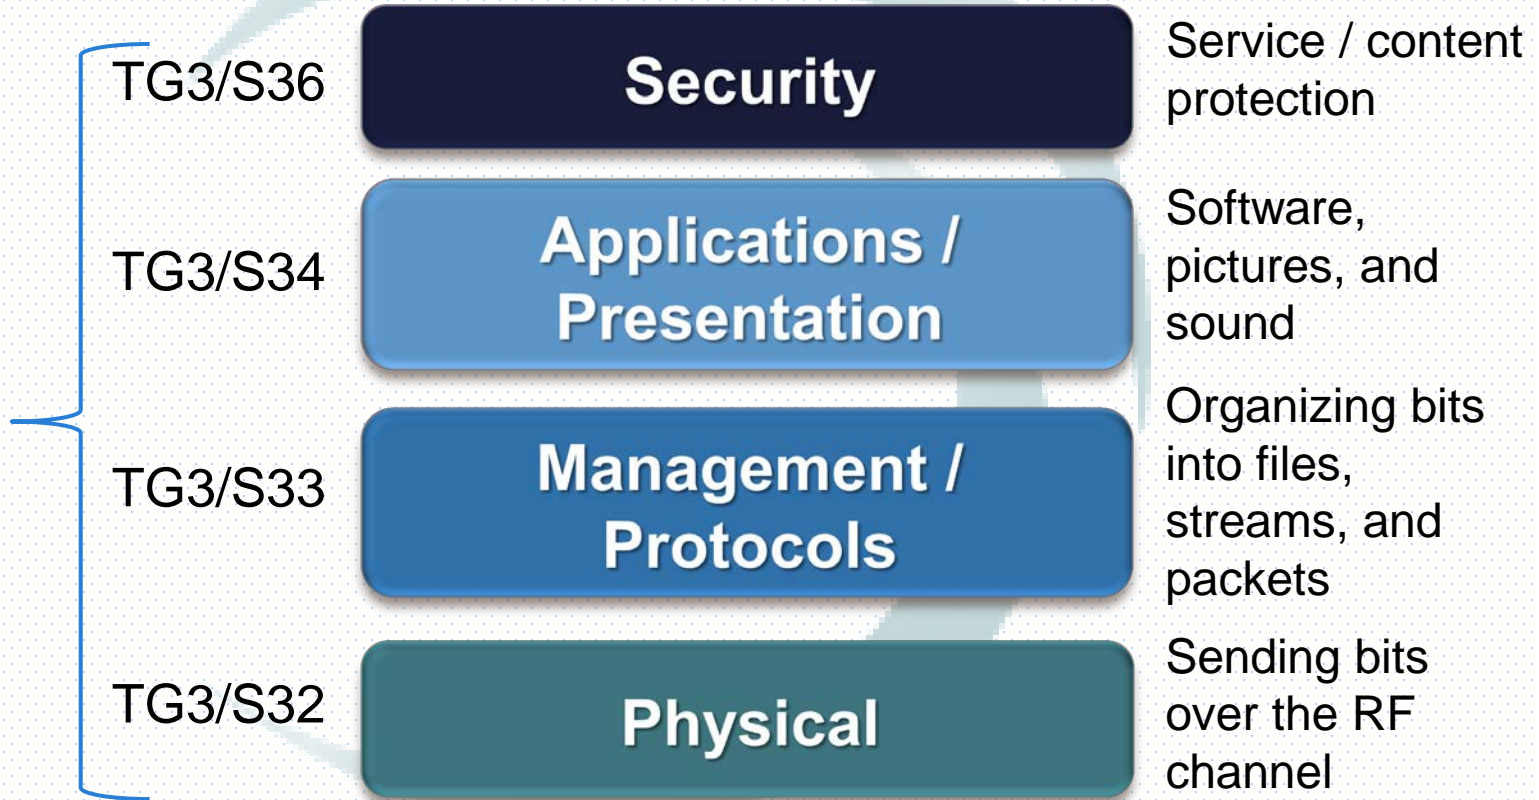 TG3/S36
Security
Service / content
protection
TG3/S34
Applications /
Presentation
Software,
pictures, and
sound
TG3/S33
Management /
Protocols
Organizing bits
into files,
streams, and
packets
TG3/S32
Physical
Sending bits
over the RF
channel